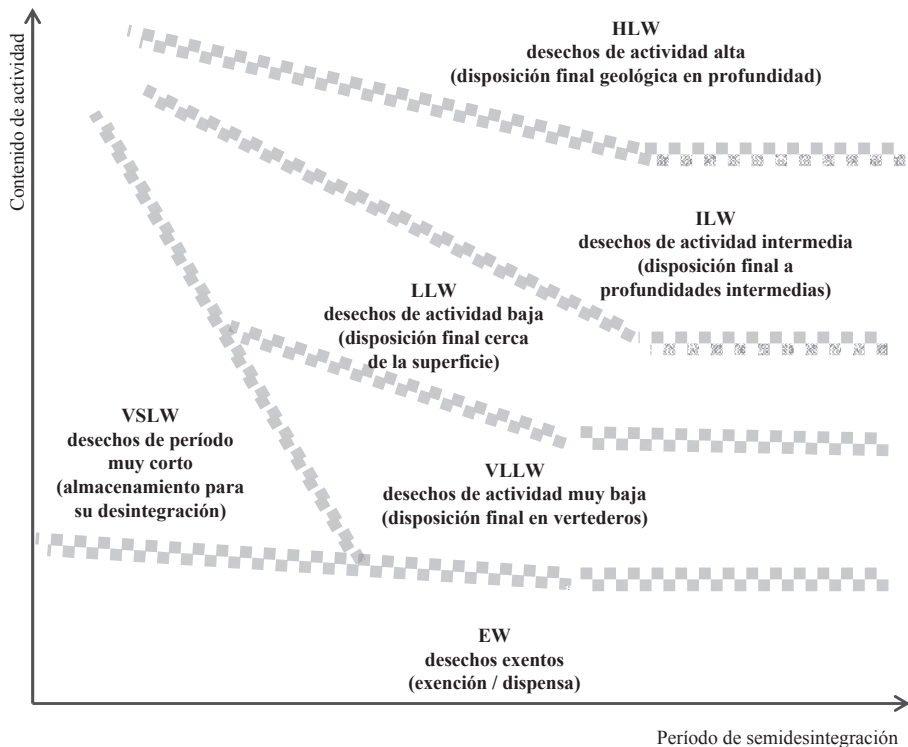 Contenido de actividad
HLW
desechos de actividad alta
(disposición final geológica en profundidad)
ILW
desechos de actividad intermedia
(disposición final a
profundidades intermedias)
LLW
desechos de actividad baja
(disposición final cerca
de la superficie)
VSLW
desechos de período
muy corto
(almacenamiento para
su desintegración)
VLLW
desechos de actividad muy baja
(disposición final en vertederos)
EW
desechos exentos
(exención / dispensa)
Período de semidesintegración